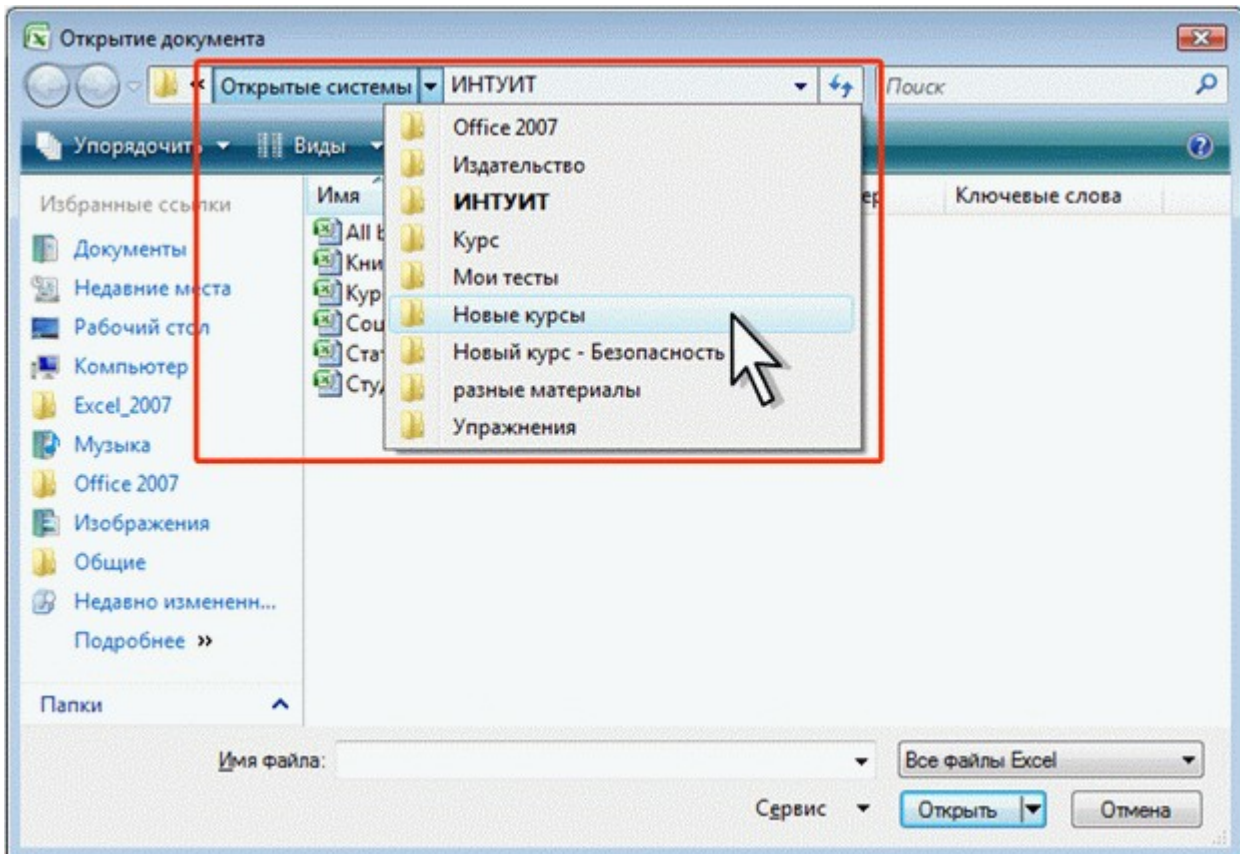 Открытие документа
« Открытые системы ИНТУИТ Поиск
Упорядочить Виды
Избранные ссылки
Документы
Недавние места
Рабочий стол
Компьютер
Excel_2007
Музыка
Office 2007
Изображения
Общие
Недавно измененн...
Подробнее »
Папки
Имя Ключевые слова
All
Office 2007
Издательство
ИНТУИТ
Курс
Мои тесты
Новые курсы
Новый курс - Безопасность
разные материалы
Упражнения
Имя файла: Все файлы Excel
Сервис Открыть Отмена